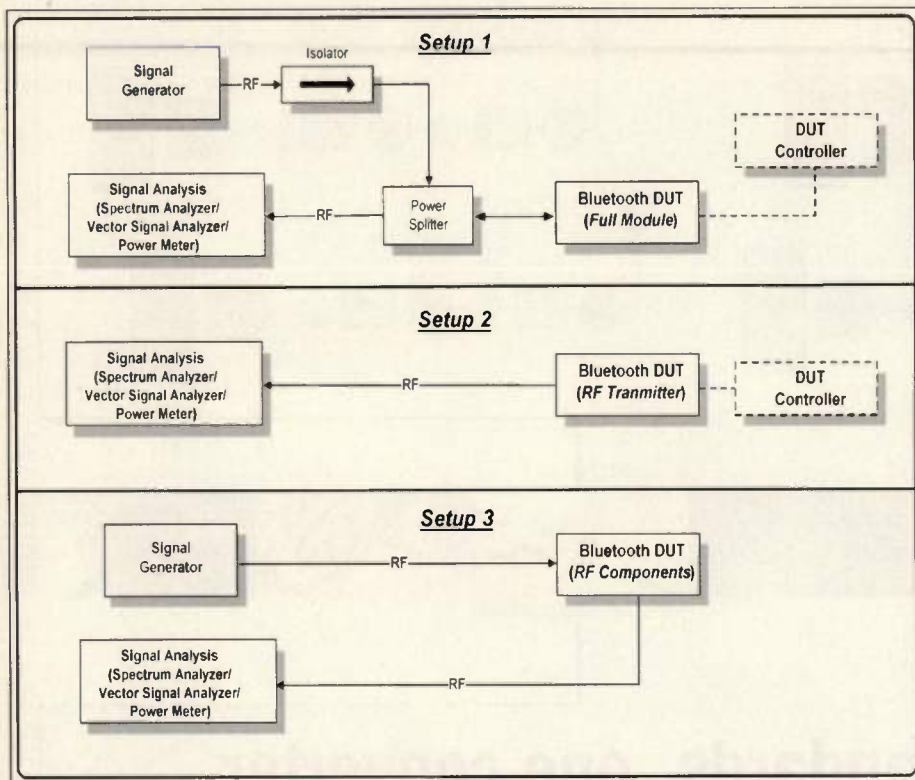 Setup 1
Signal
Generator
RF
Isolator
DUT
Controller
Signal Analysis
(Spectrum Analyzer/
Vector Signal Analyzer/
Power Meter)
RF
Power
Splitter
Bluetooth DUT
(Full Module)
Setup 2
Signal Analysis
(Spectrum Analyzer/
Vector Signal Analyzer/
Power Meter)
RF
Bluetooth DUT
(RF Tranmitter)
DUT
Controller
Setup 3
Signal
Generator
RF
Bluetooth DUT
(RF Components)
Signal Analysis
(Spectrum Analyzer/
Vector Signal Analyzer/
Power Meter)
RF